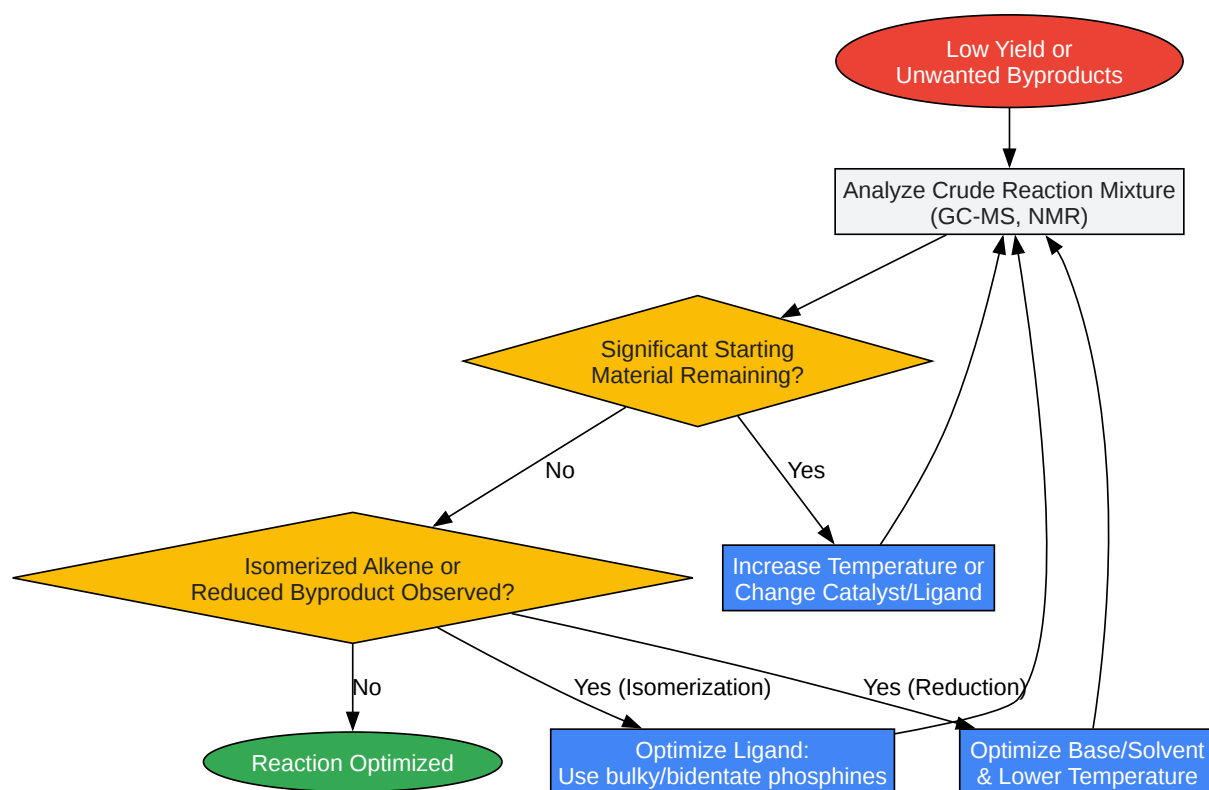 Low Yield or
Unwanted Byproducts
Analyze Crude Reaction Mixture
(GC-MS, NMR)
Significant Starting
Material Remaining?
No
Yes
Isomerized Alkene or
Reduced Byproduct Observed?
Increase Temperature or
Change Catalyst/Ligand
No
Yes (Isomerization)
Yes (Reduction)
Reaction Optimized
Optimize Ligand:
Use bulky/bidentate phosphines
Optimize Base/Solvent
& Lower Temperature